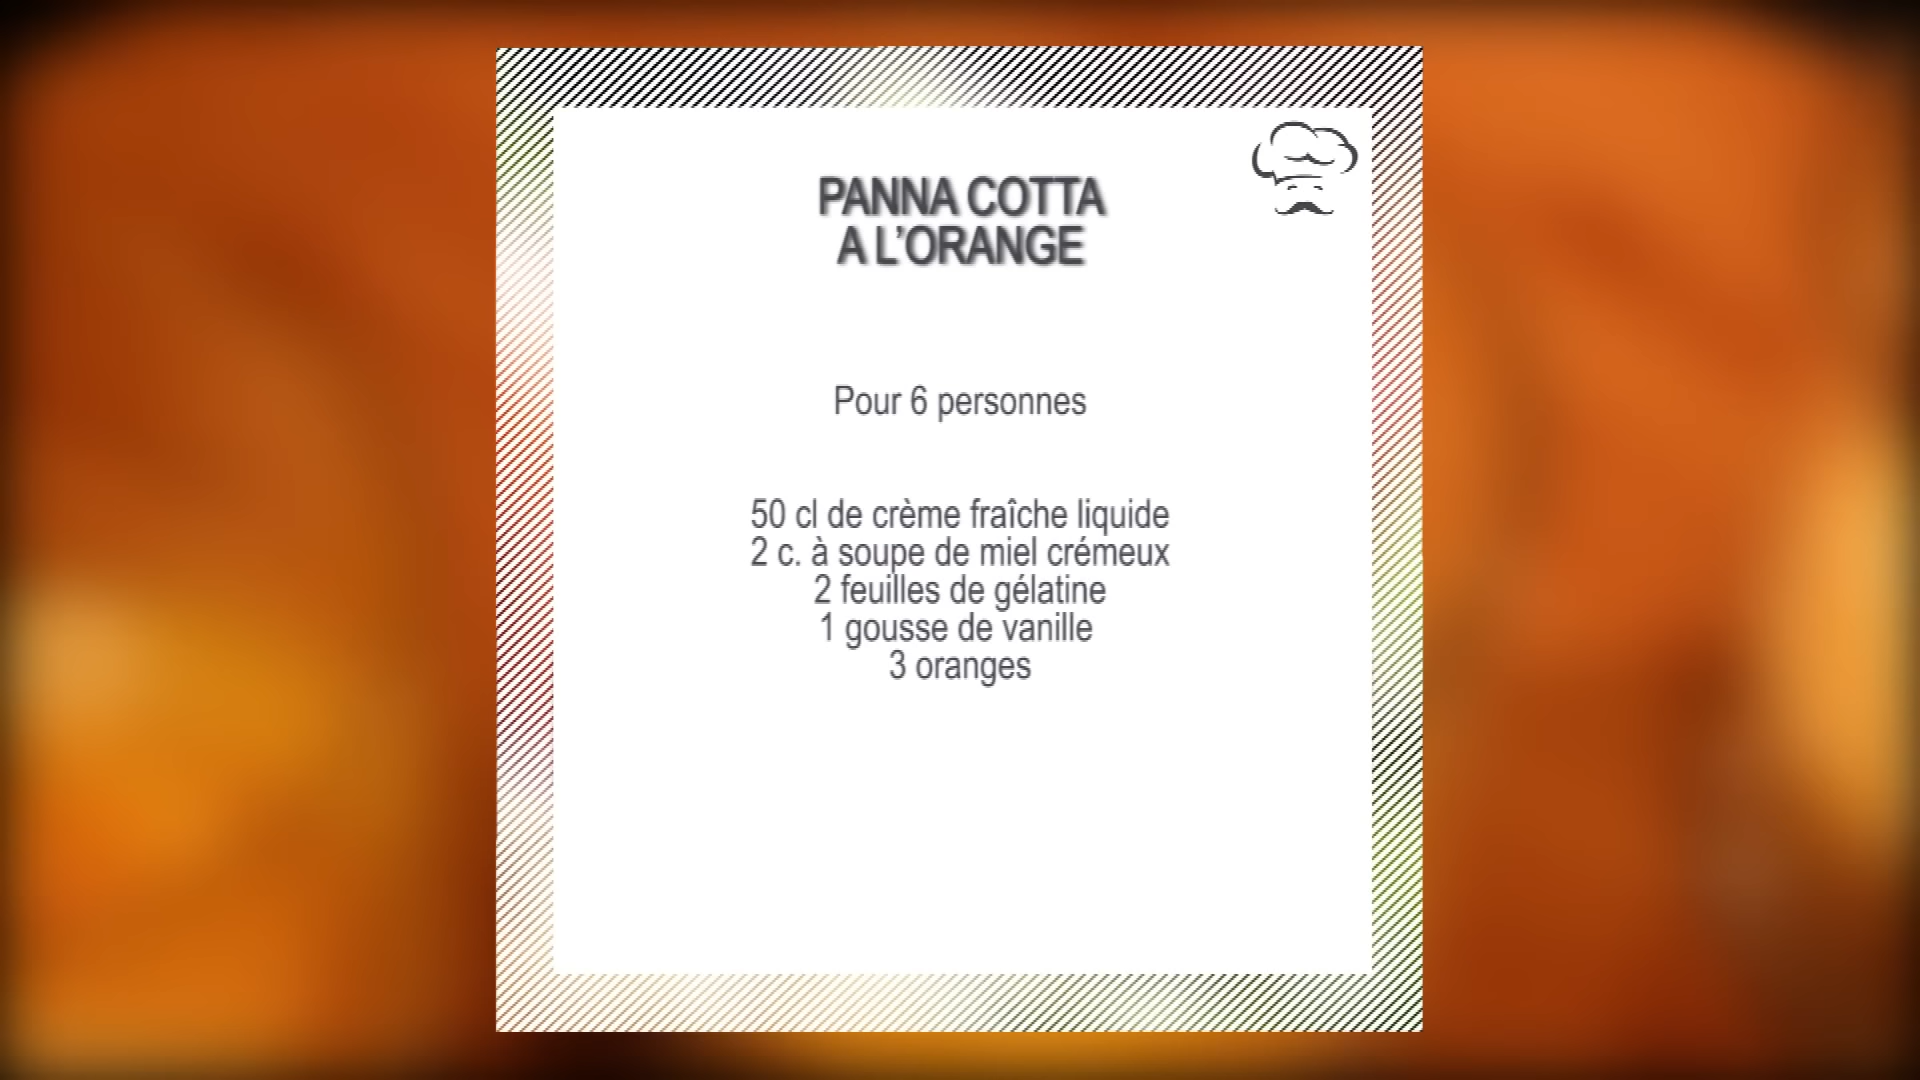 PANNA COTTA
A L'ORANGE
Pour 6 personnes
50 cl de crème fraîche liquide
2 c. à soupe de miel crémeux
2 feuilles de gélatine
1 gousse de vanille
3 oranges